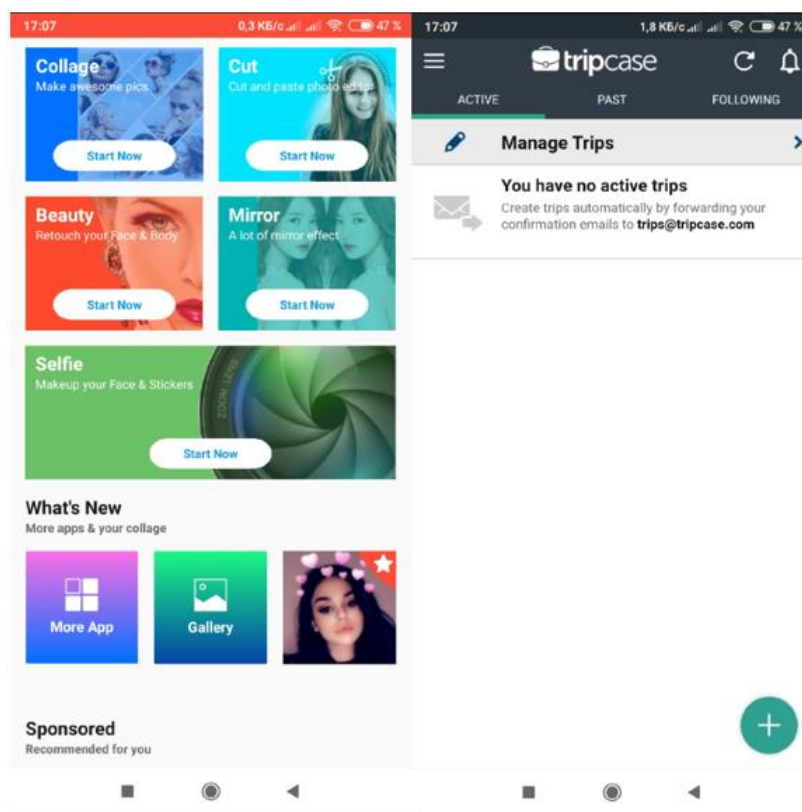 17:07
0,3 КБ/с
47 %
Collage
Make awesome pics
Start Now
Cut
Cut and paste photo editor
Start Now
Beauty
Retouch your Face & Body
Start Now
Mirror
A lot of mirror effect
Start Now
Selfie
Makeup your Face & Stickers
ZOOM LENS
Start Now
What's New
More apps & your collage
More App
Gallery
Sponsored
Recommended for you
17:07
1,8 КБ/с
47 %
tripcase
ACTIVE
PAST
FOLLOWING
Manage Trips
You have no active trips
Create trips automatically by forwarding your
confirmation emails to trips@tripcase.com